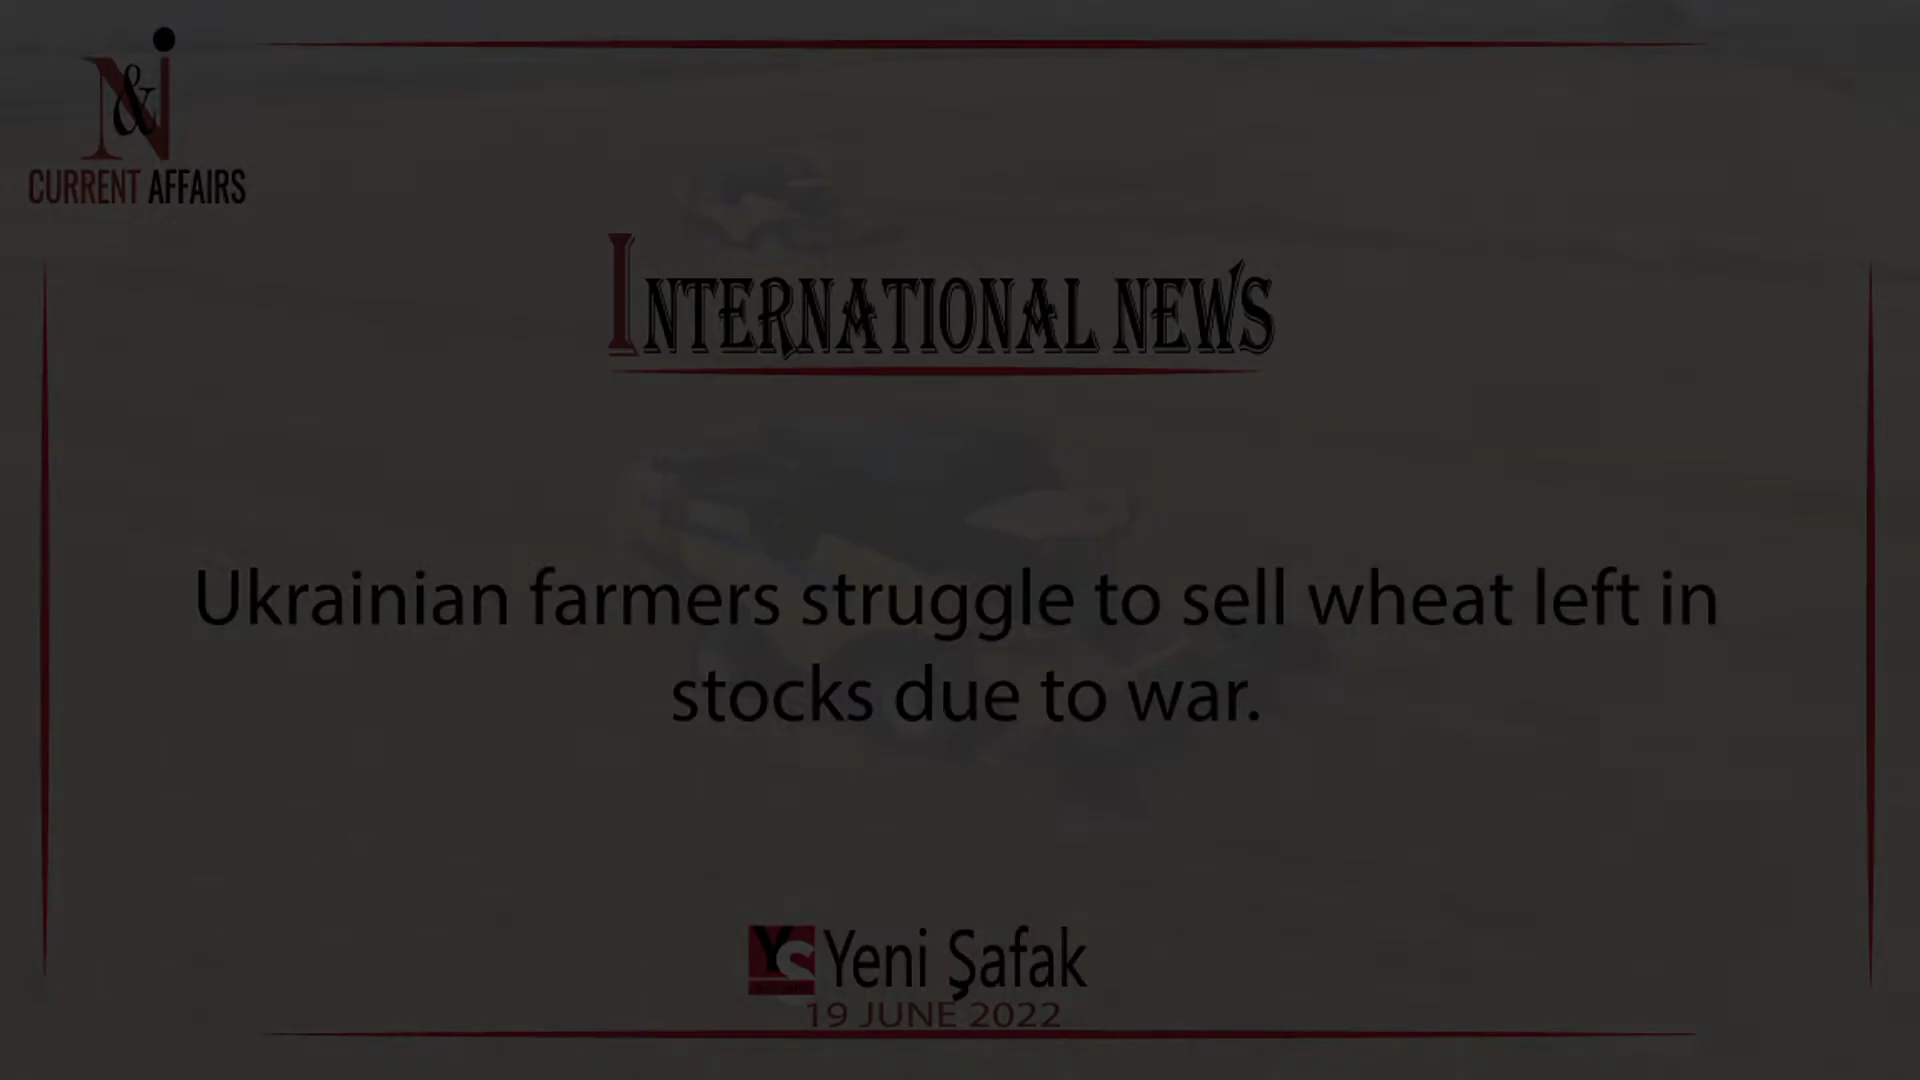 N&i
CURRENT AFFAIRS
INTERNATIONAL NEWS
Ukrainian farmers struggle to sell wheat left in
stocks due to war.
YS Yeni Şafak
19 JUNE 2022